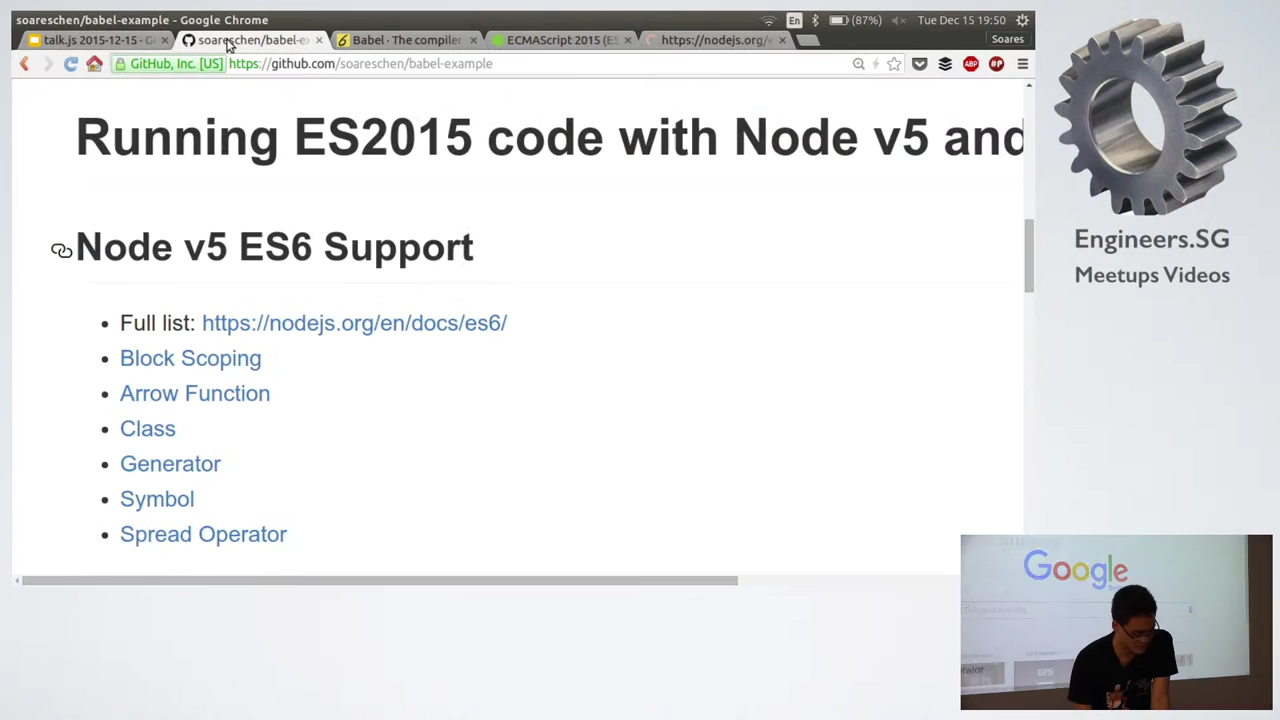 soareschen/babel-example - Google Chrome
En
(87%)
Tue Dec 15 19:50
talk.js 2015-12-15 - G
soareschen/babel-e
Babel · The compiler
ECMAScript 2015 (ES
https://nodejs.org/e
Soares
GitHub, Inc. [US]
https://github.com/soareschen/babel-example
ABP
Running ES2015 code with Node v5 and
Node v5 ES6 Support
Full list: https://nodejs.org/en/docs/es6/
Block Scoping
Arrow Function
Class
Generator
Symbol
Spread Operator
Engineers.SG
Meetups Videos
Google